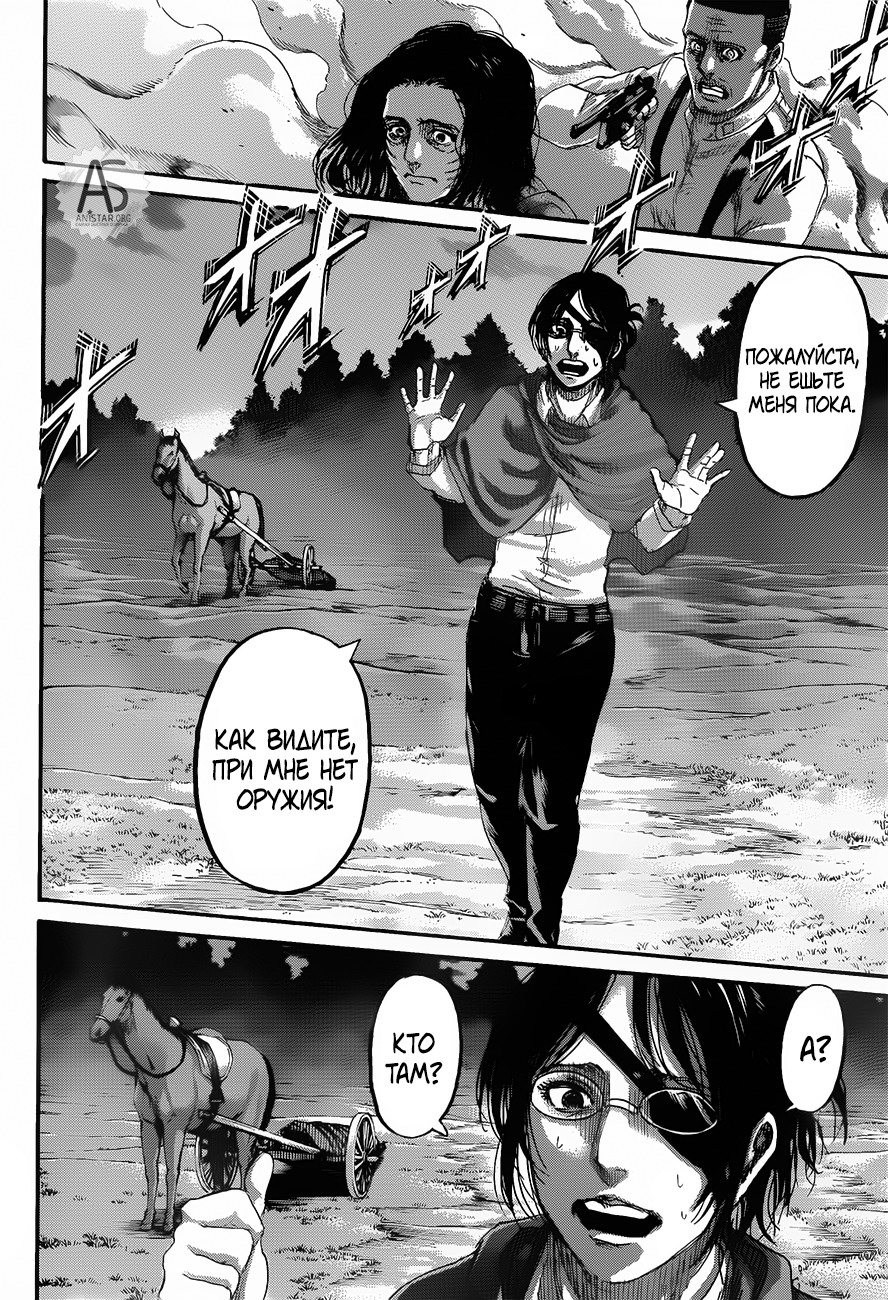 AS
ANISTAR.ORG
ПОЖАЛУЙСТА,
НЕ ЕШЬТЕ
МЕНЯ ПОКА.
КАК ВИДИТЕ,
ПРИ МНЕ НЕТ
ОРУЖИЯ!
А?
КТО
ТАМ?